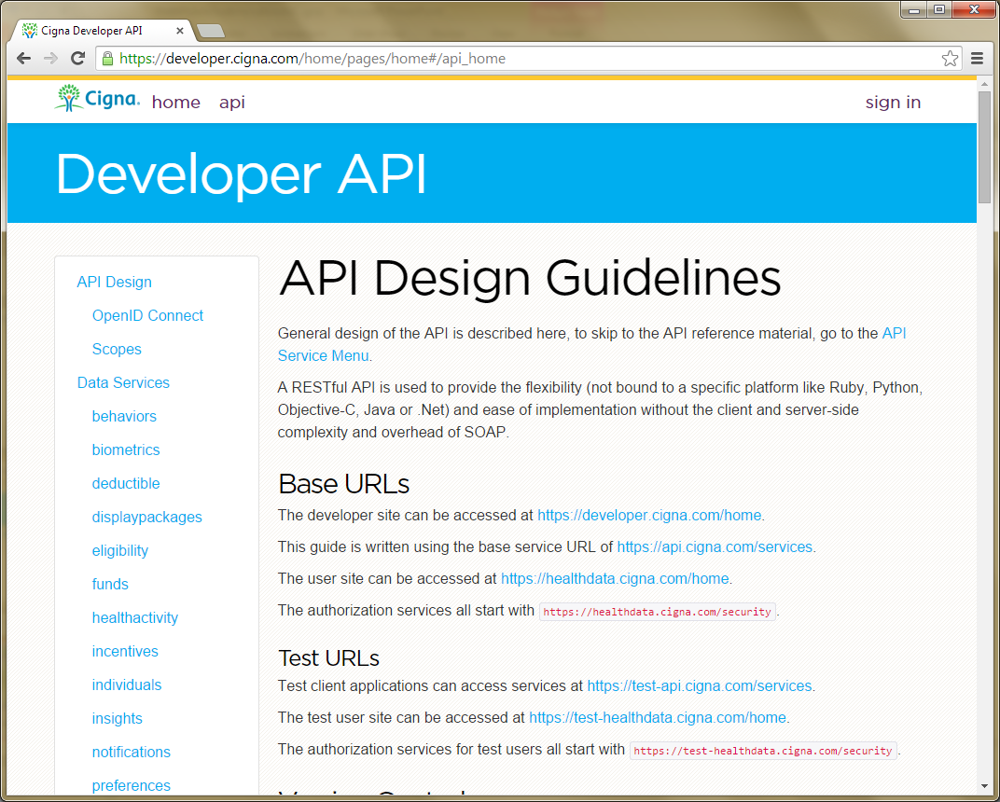 Cigna Developer API
https://developer.cigna.com/home/pages/home#/api_home
Cigna. home api sign in
Developer API
API Design
OpenID Connect
Scopes
Data Services
behaviors
biometrics
deductible
displaypackages
eligibility
funds
healthactivity
incentives
individuals
insights
notifications
preferences
API Design Guidelines
General design of the API is described here, to skip to the API reference material, go to the API
Service Menu.
A RESTful API is used to provide the flexibility (not bound to a specific platform like Ruby, Python,
Objective-C, Java or .Net) and ease of implementation without the client and server-side
complexity and overhead of SOAP.
Base URLs
The developer site can be accessed at https://developer.cigna.com/home.
This guide is written using the base service URL of https://api.cigna.com/services.
The user site can be accessed at https://healthdata.cigna.com/home.
The authorization services all start with https://healthdata.cigna.com/security.
Test URLs
Test client applications can access services at https://test-api.cigna.com/services.
The test user site can be accessed at https://test-healthdata.cigna.com/home.
The authorization services for test users all start with https://test-healthdata.cigna.com/security.